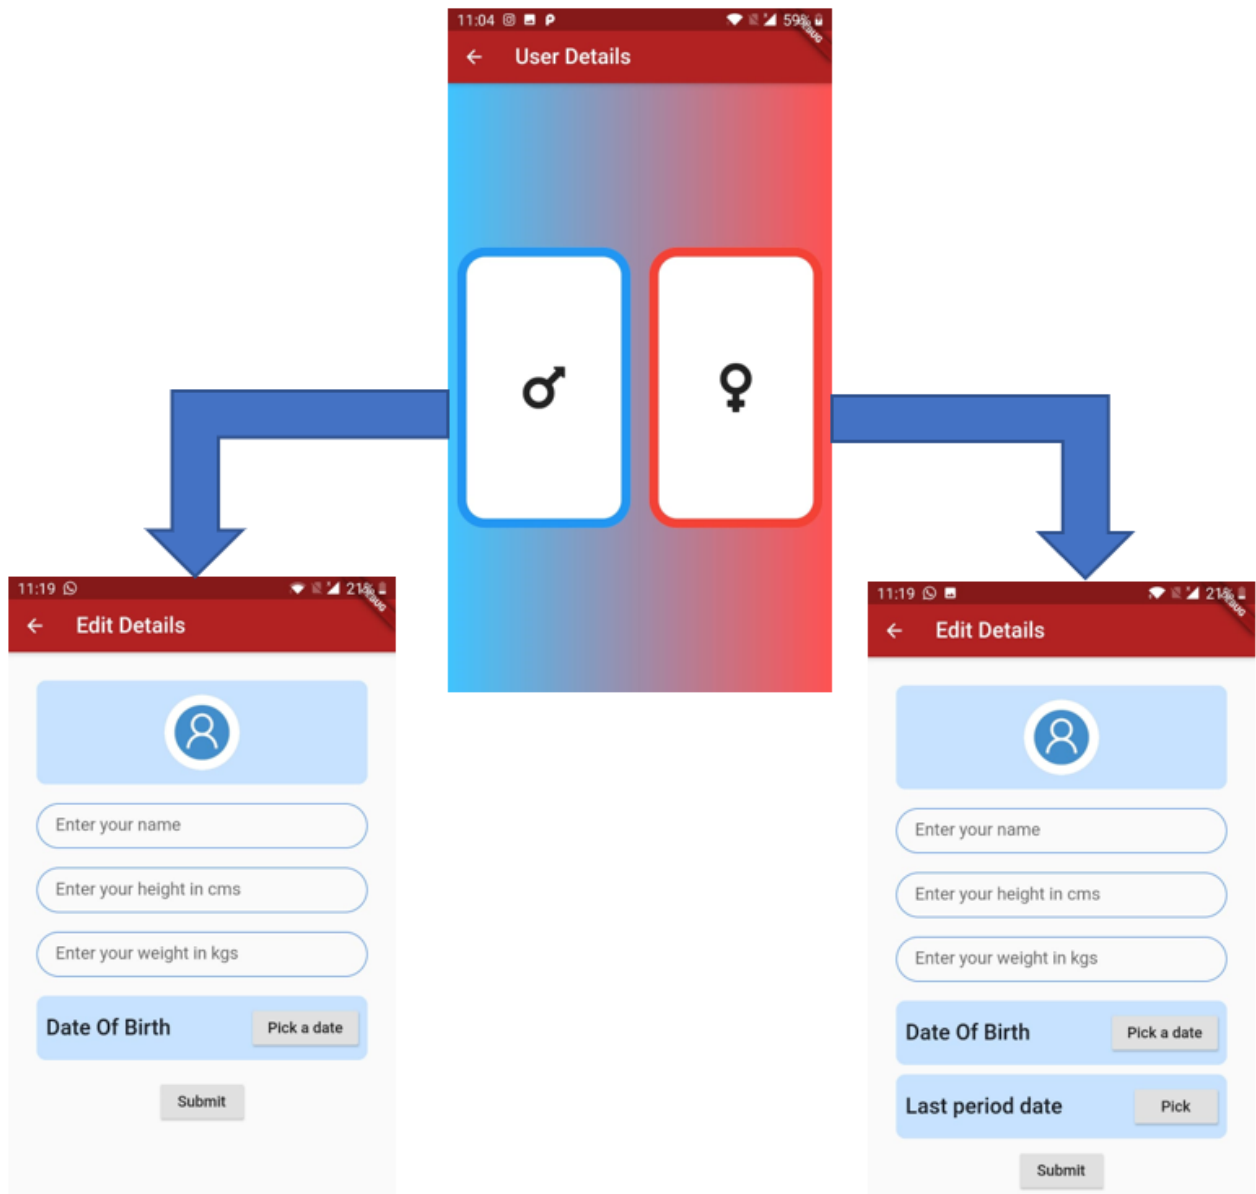 11:04 59%
DEBUG
User Details
11:19 21%
DEBUG
Edit Details
Enter your name
Enter your height in cms
Enter your weight in kgs
Date Of Birth Pick a date
Submit
11:19 21%
DEBUG
Edit Details
Enter your name
Enter your height in cms
Enter your weight in kgs
Date Of Birth Pick a date
Last period date Pick
Submit